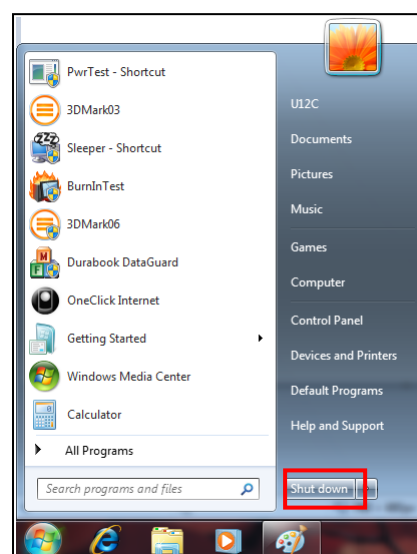 PwrTest - Shortcut
3DMark03
Sleeper - Shortcut
BurnInTest
3DMark06
Durabook DataGuard
OneClick Internet
Getting Started
Windows Media Center
Calculator
All Programs
Search programs and files
U12C
Documents
Pictures
Music
Games
Computer
Control Panel
Devices and Printers
Default Programs
Help and Support
Shut down